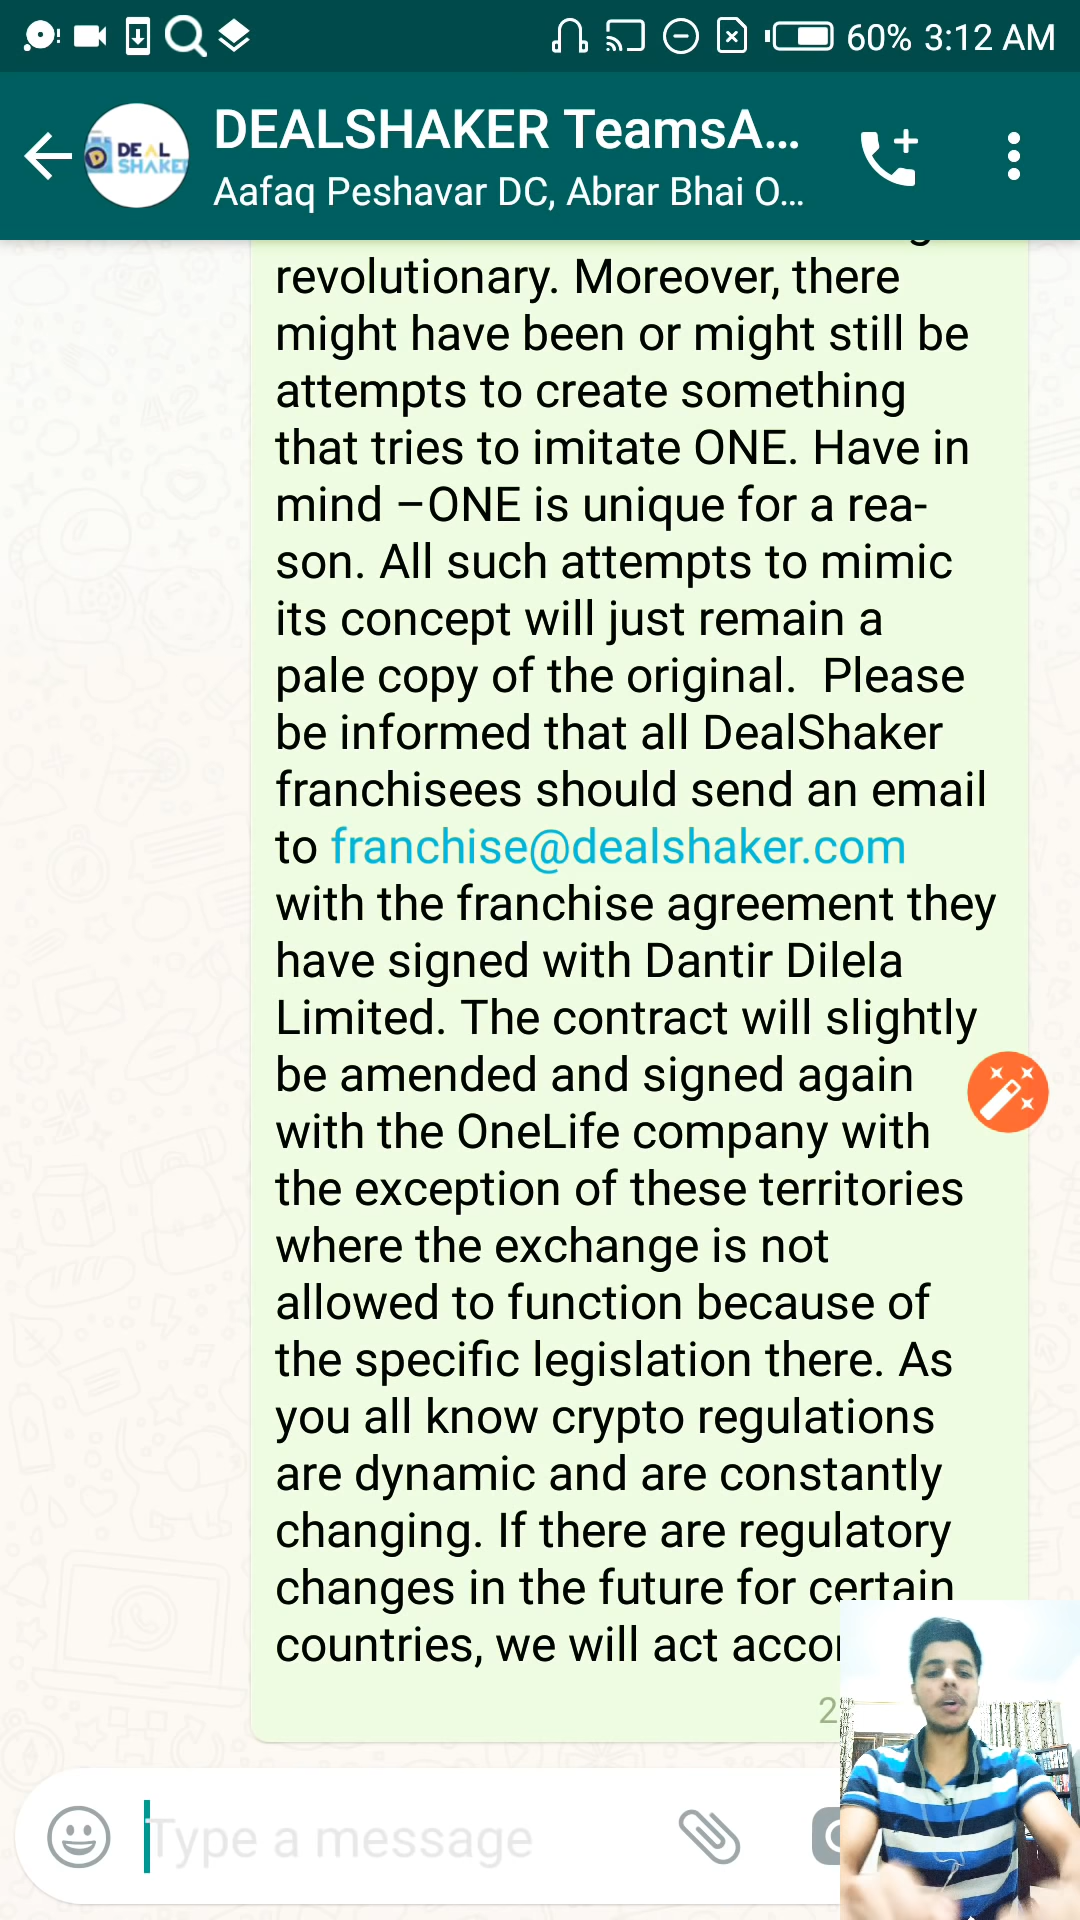 60% 3:12 AM
DEALSHAKER TeamsA...
Aafaq Peshavar DC, Abrar Bhai O...
DEAL
SHAKE
revolutionary. Moreover, there
might have been or might still be
attempts to create something
that tries to imitate ONE. Have in
mind –ONE is unique for a rea-
son. All such attempts to mimic
its concept will just remain a
pale copy of the original.  Please
be informed that all DealShaker
franchisees should send an email
to franchise@dealshaker.com
with the franchise agreement they
have signed with Dantir Dilela
Limited. The contract will slightly
be amended and signed again
with the OneLife company with
the exception of these territories
where the exchange is not
allowed to function because of
the specific legislation there. As
you all know crypto regulations
are dynamic and are constantly
changing. If there are regulatory
changes in the future for certain
countries, we will act
Type a message